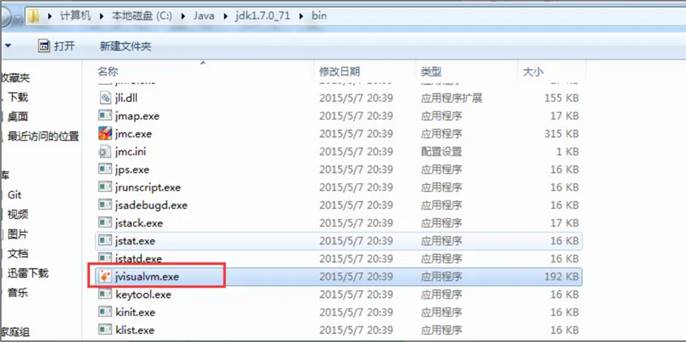 计算机 ▸ 本地磁盘 (C:) ▸ Java ▸ jdk1.7.0_71 ▸ bin
打开 新建文件夹
名称 修改日期 类型 大小
收藏夹
下载
桌面
最近访问的位置
库
Git
视频
图片
文档
迅雷下载
音乐
家庭组
2015/5/7 20:39 应用程序
jli.dll 2015/5/7 20:39 应用程序扩展 155 KB
jmap.exe 2015/5/7 20:39 应用程序 17 KB
jmc.exe 2015/5/7 20:39 应用程序 315 KB
jmc.ini 2015/5/7 20:39 配置设置 1 KB
jps.exe 2015/5/7 20:39 应用程序 16 KB
jrunscript.exe 2015/5/7 20:39 应用程序 16 KB
jsadebugd.exe 2015/5/7 20:39 应用程序 16 KB
jstack.exe 2015/5/7 20:39 应用程序 17 KB
jstat.exe 2015/5/7 20:39 应用程序 16 KB
jstatd.exe 2015/5/7 20:39 应用程序 16 KB
jvisualvm.exe 2015/5/7 20:39 应用程序 192 KB
keytool.exe 2015/5/7 20:39 应用程序 16 KB
kinit.exe 2015/5/7 20:39 应用程序 16 KB
klist.exe 2015/5/7 20:39 应用程序 16 KB